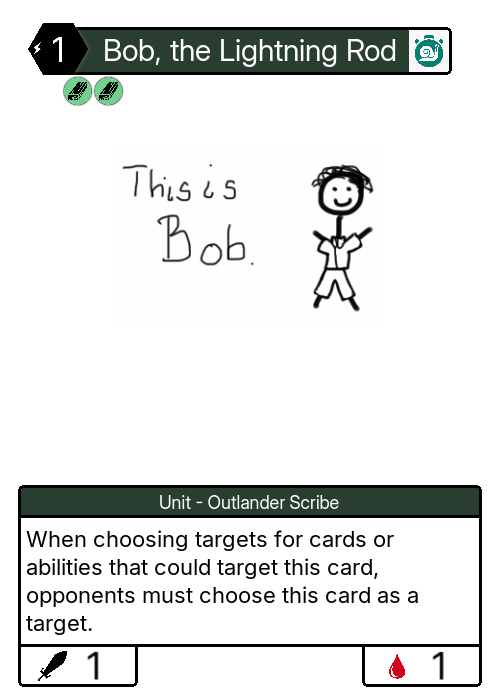 1 Bob, the Lightning Rod
This is
Bob.
Unit - Outlander Scribe
When choosing targets for cards or
abilities that could target this card,
opponents must choose this card as a
target.
1 1